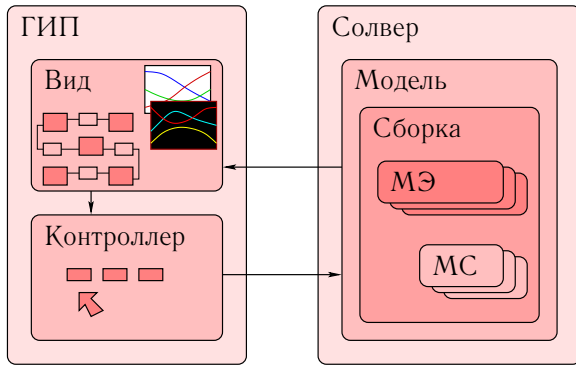 ГИП
Вид
Контроллер
Солвер
Модель
Сборка
МЭ
МС